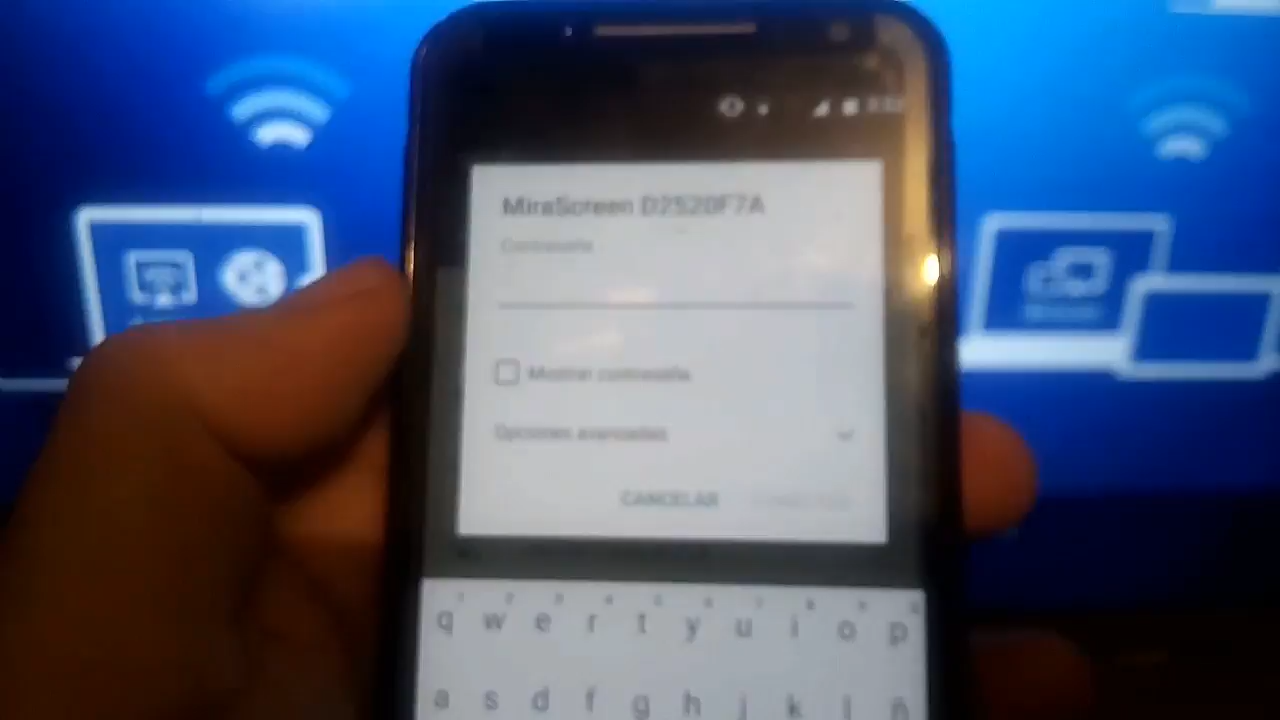 MiraScreen D2520F7A
Contraseña
Mostrar contraseña
Opciones avanzadas
CANCELAR
q w e r t y u i o p
a s d f g h j k l ñ